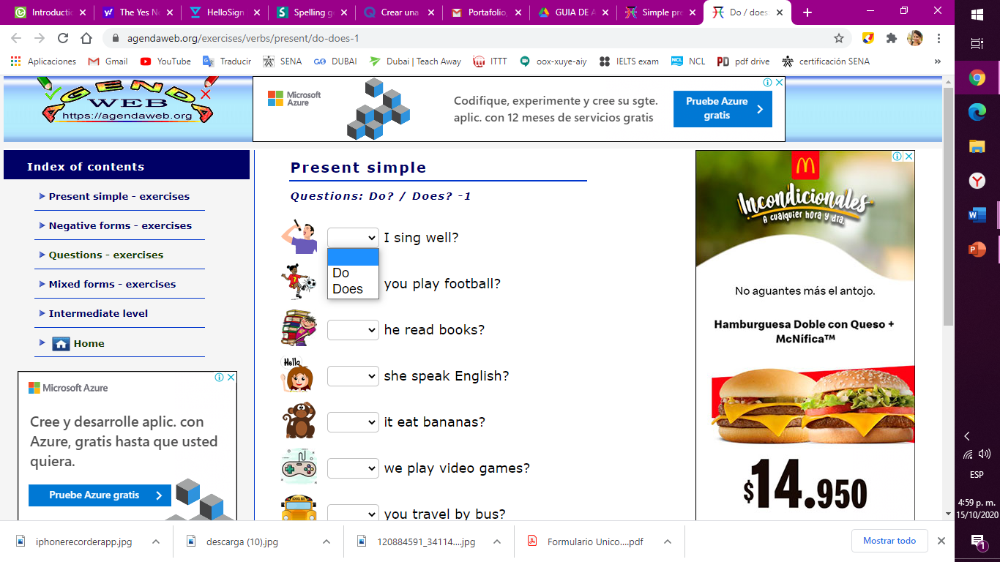 Introducti
The Yes No
HelloSign
Spelling g
Crear una
Portafolio,
GUIA DE A
Simple pre
Do / does
agendaweb.org/exercises/verbs/present/do-does-1
Aplicaciones
Gmail
YouTube
Traducir
SENA
DUBAI
Dubai | Teach Away
ITTT
oox-xuye-aiy
IELTS exam
NCL
pdf drive
certificación SENA
»
GENDA
WEB
https://agendaweb.org
Microsoft
Azure
Codifique, experimente y cree su sgte.
aplic. con 12 meses de servicios gratis
Pruebe Azure
gratis
Index of contents
Present simple - exercises
Negative forms - exercises
Questions - exercises
Mixed forms - exercises
Intermediate level
Home
Microsoft Azure
Cree y desarrolle aplic. con
Azure, gratis hasta que usted
quiera.
Pruebe Azure gratis
Present simple
Questions: Do? / Does? -1
I sing well?
Do
Does
you play football?
he read books?
Hello
she speak English?
it eat bananas?
we play video games?
SCHOOL BUS
you travel by bus?
Incondicionales
A cualquier hora y día.
No aguantes más el antojo.
Hamburguesa Doble con Queso +
McNífica™
$14.950
ESP
4:59 p. m.
15/10/2020
1
iphonerecorderapp.jpg
descarga (10).jpg
120884591_34114....jpg
Formulario Unico....pdf
Mostrar todo